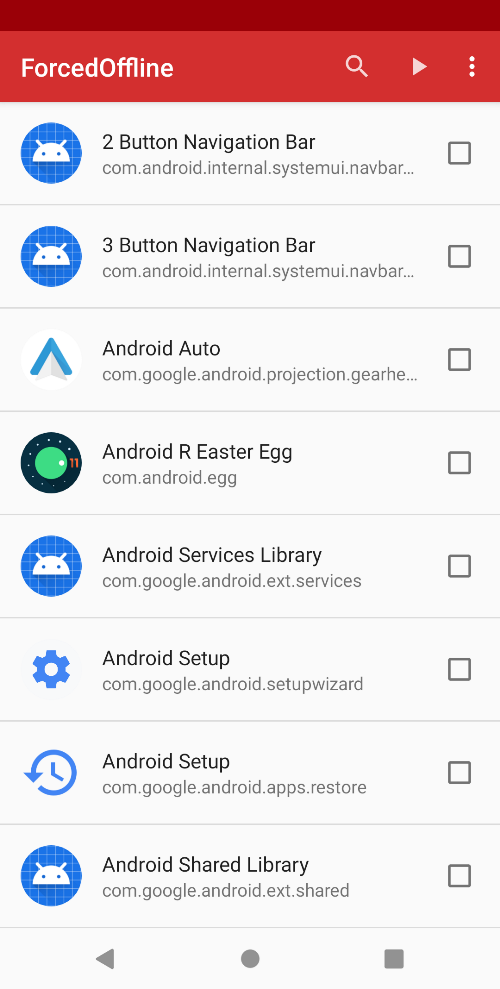 ForcedOffline
2 Button Navigation Bar
com.android.internal.systemui.navbar...
3 Button Navigation Bar
com.android.internal.systemui.navbar...
Android Auto
com.google.android.projection.gearhe...
Android R Easter Egg
11
com.android.egg
Android Services Library
com.google.android.ext.services
Android Setup
com.google.android.setupwizard
Android Setup
com.google.android.apps.restore
Android Shared Library
com.google.android.ext.shared